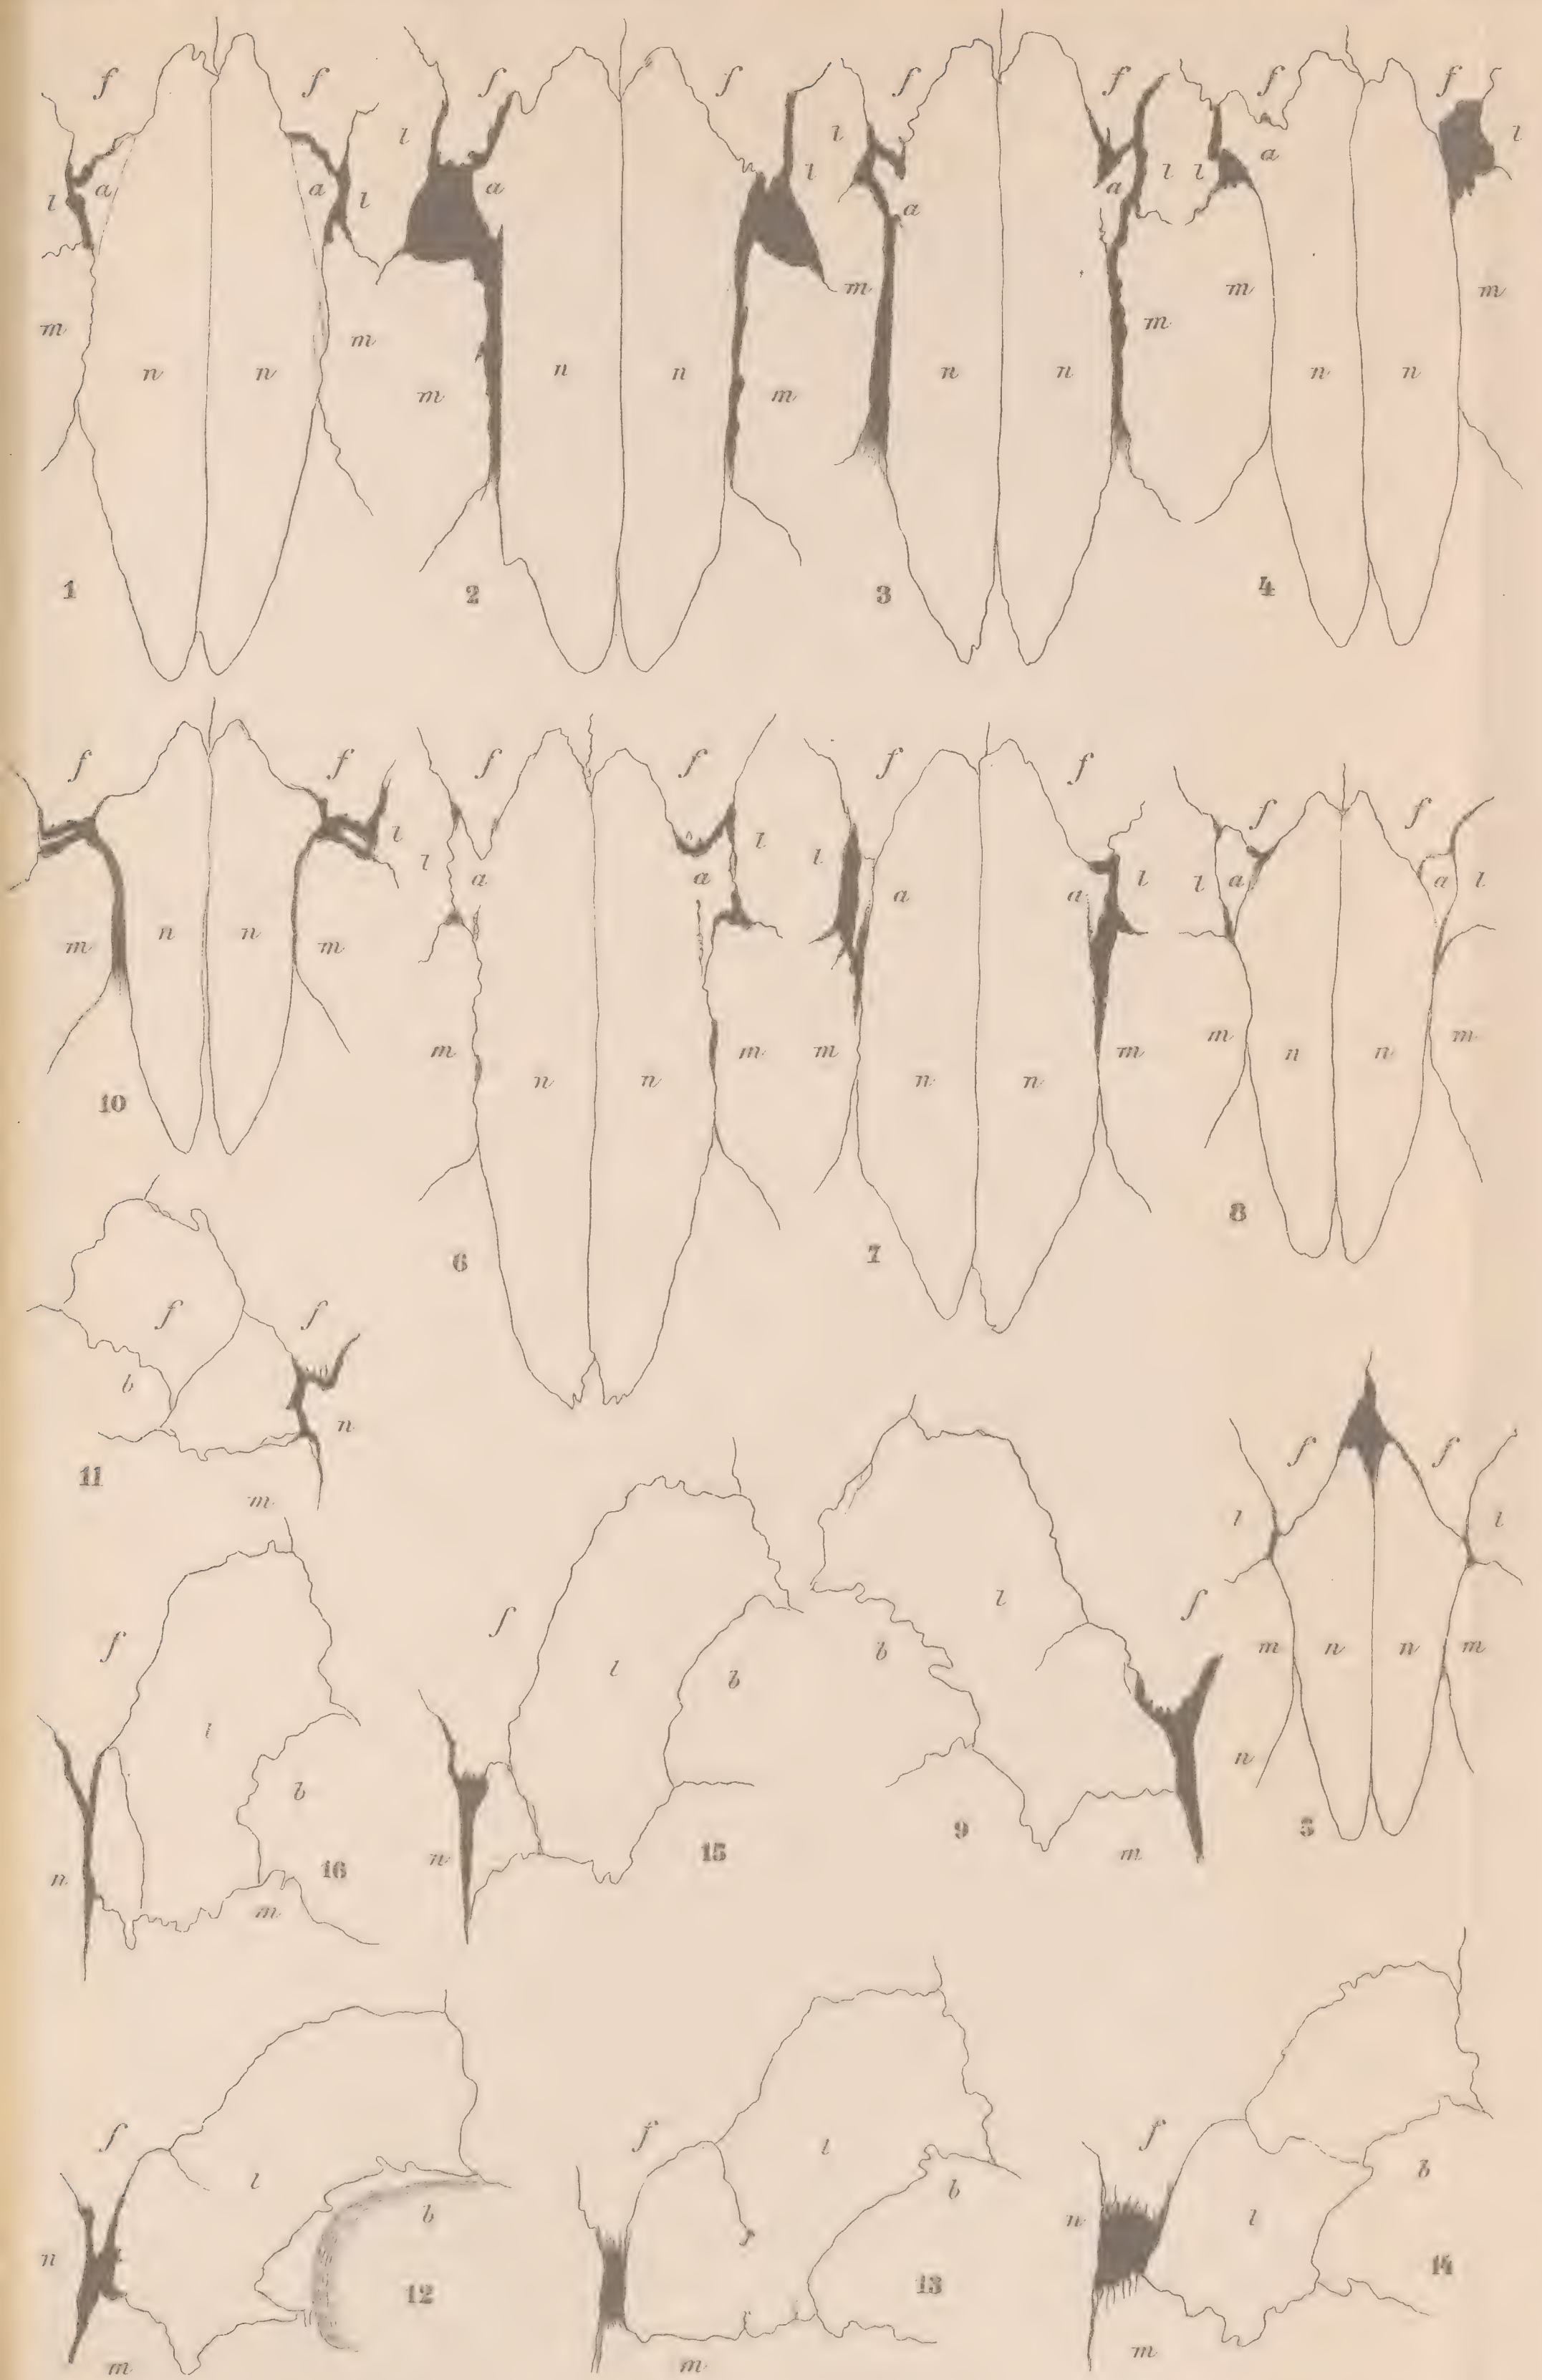 f f f f f f f f
l l l l l l l
a a a a a a
l l
m m m m m m m m
n n n n n n n n
1 2 3 4
f f f f f f f f
l l l l l l l
a a a a a a
m n n m
m n n m m n n m m n n m
10
6 7 8
f f
b n
11 m
f f
l l
m n n m
n
5
f l b
b l f
9 m
n
15
f l b
n 16
m
f l b
n 12
m
f l b
13
m
f b
n l
14
m